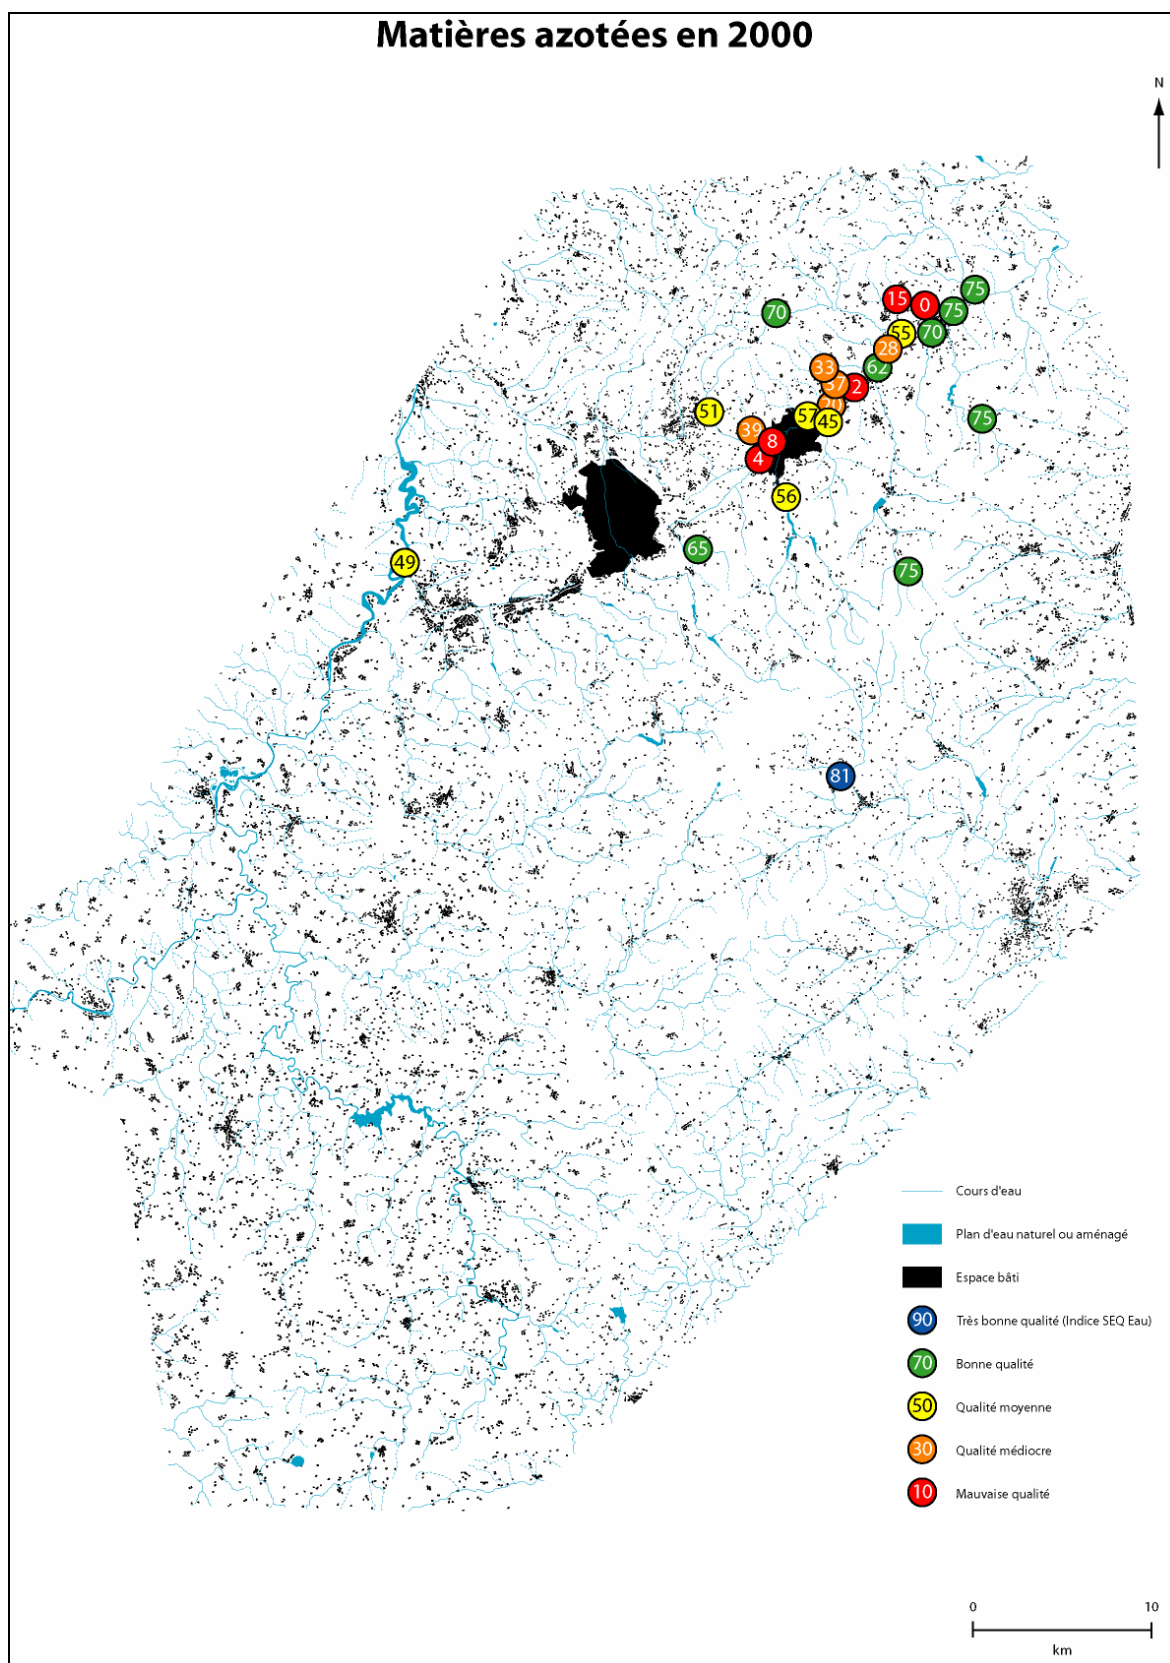 Matières azotées en 2000
N
75
15
0
75
70
55
70
28
33
62
37
2
20
51
57
45
39
8
4
56
65
49
75
75
81
Cours d'eau
Plan d'eau naturel ou aménagé
Espace bâti
90 Très bonne qualité (Indice SEQ Eau)
70 Bonne qualité
50 Qualité moyenne
30 Qualité médiocre
10 Mauvaise qualité
0 10
km